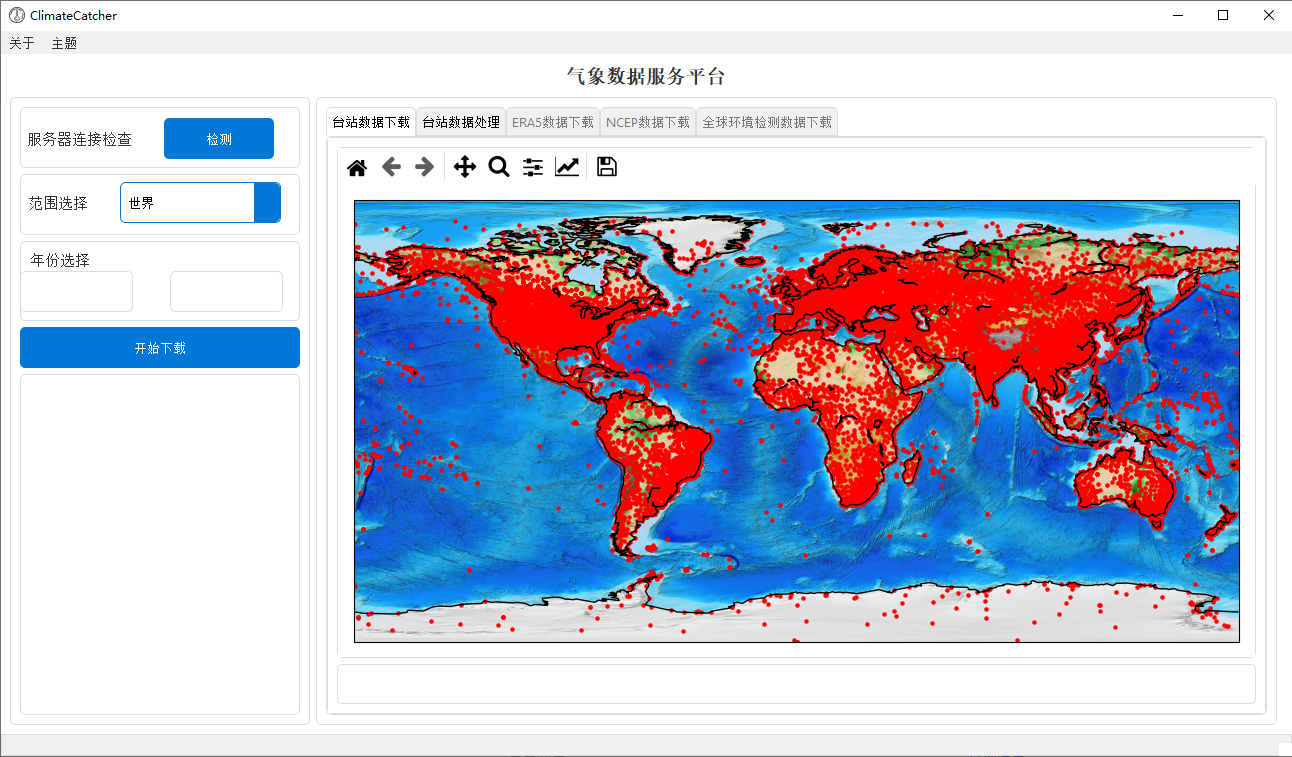 ClimateCatcher
关于 主题
气象数据服务平台
服务器连接检查 检测
范围选择 世界
年份选择
开始下载
台站数据下载 台站数据处理 ERA5数据下载 NCEP数据下载 全球环境检测数据下载